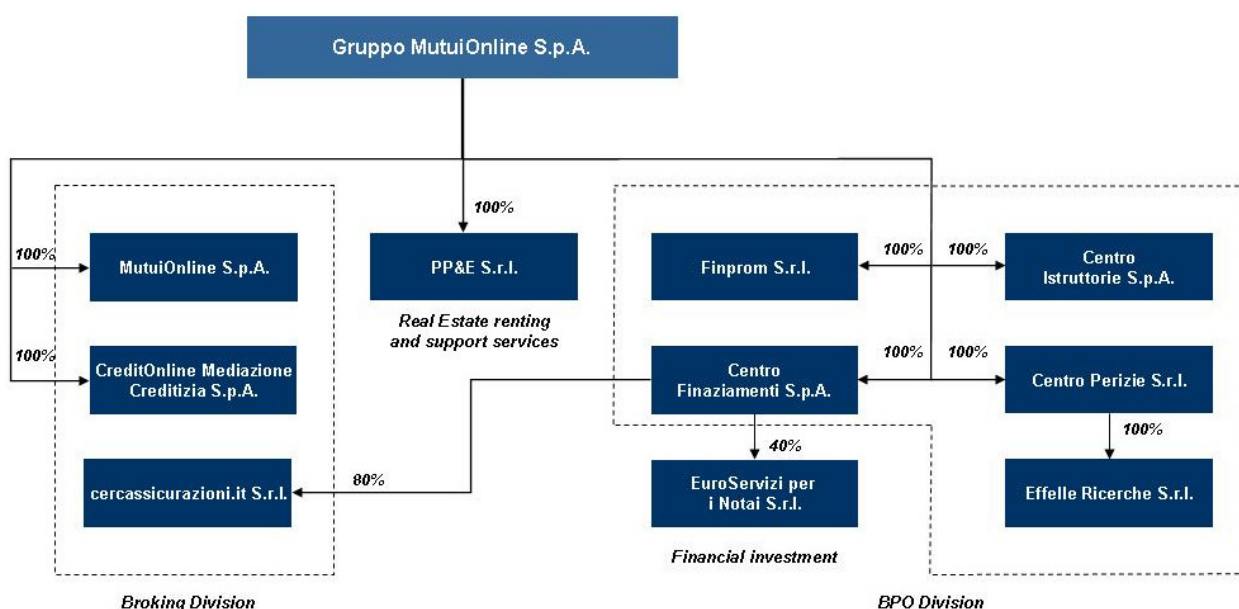 Gruppo MutuiOnline S.p.A.
100%
100%
MutuiOnline S.p.A.
PP&E S.r.l.
Finprom S.r.l.
100%
100%
Centro
Istruttorie S.p.A.
Real Estate renting
and support services
100%
CreditOnline Mediazione
Creditizia S.p.A.
Centro
Finaziamenti S.p.A.
100%
100%
Centro Perizie S.r.l.
40%
100%
cercassicurazioni.it S.r.l.
80%
EuroServizi per
i Notai S.r.l.
Effelle Ricerche S.r.l.
Financial investment
Broking Division
BPO Division